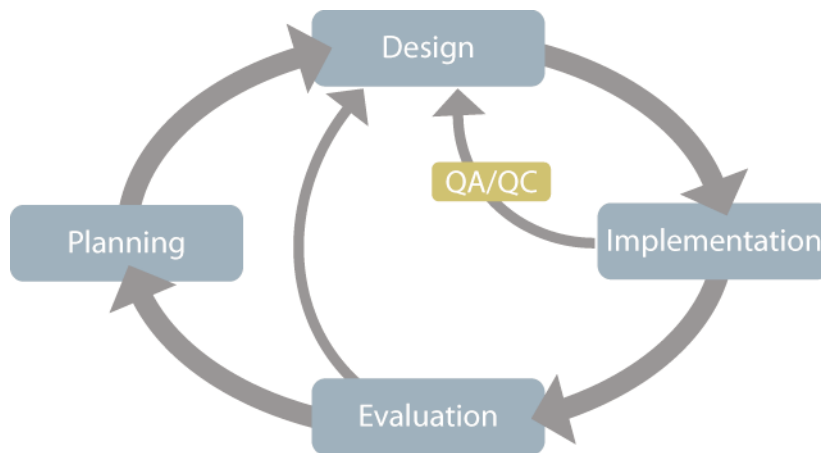 Design
QA/QC
Planning
Implementation
Evaluation